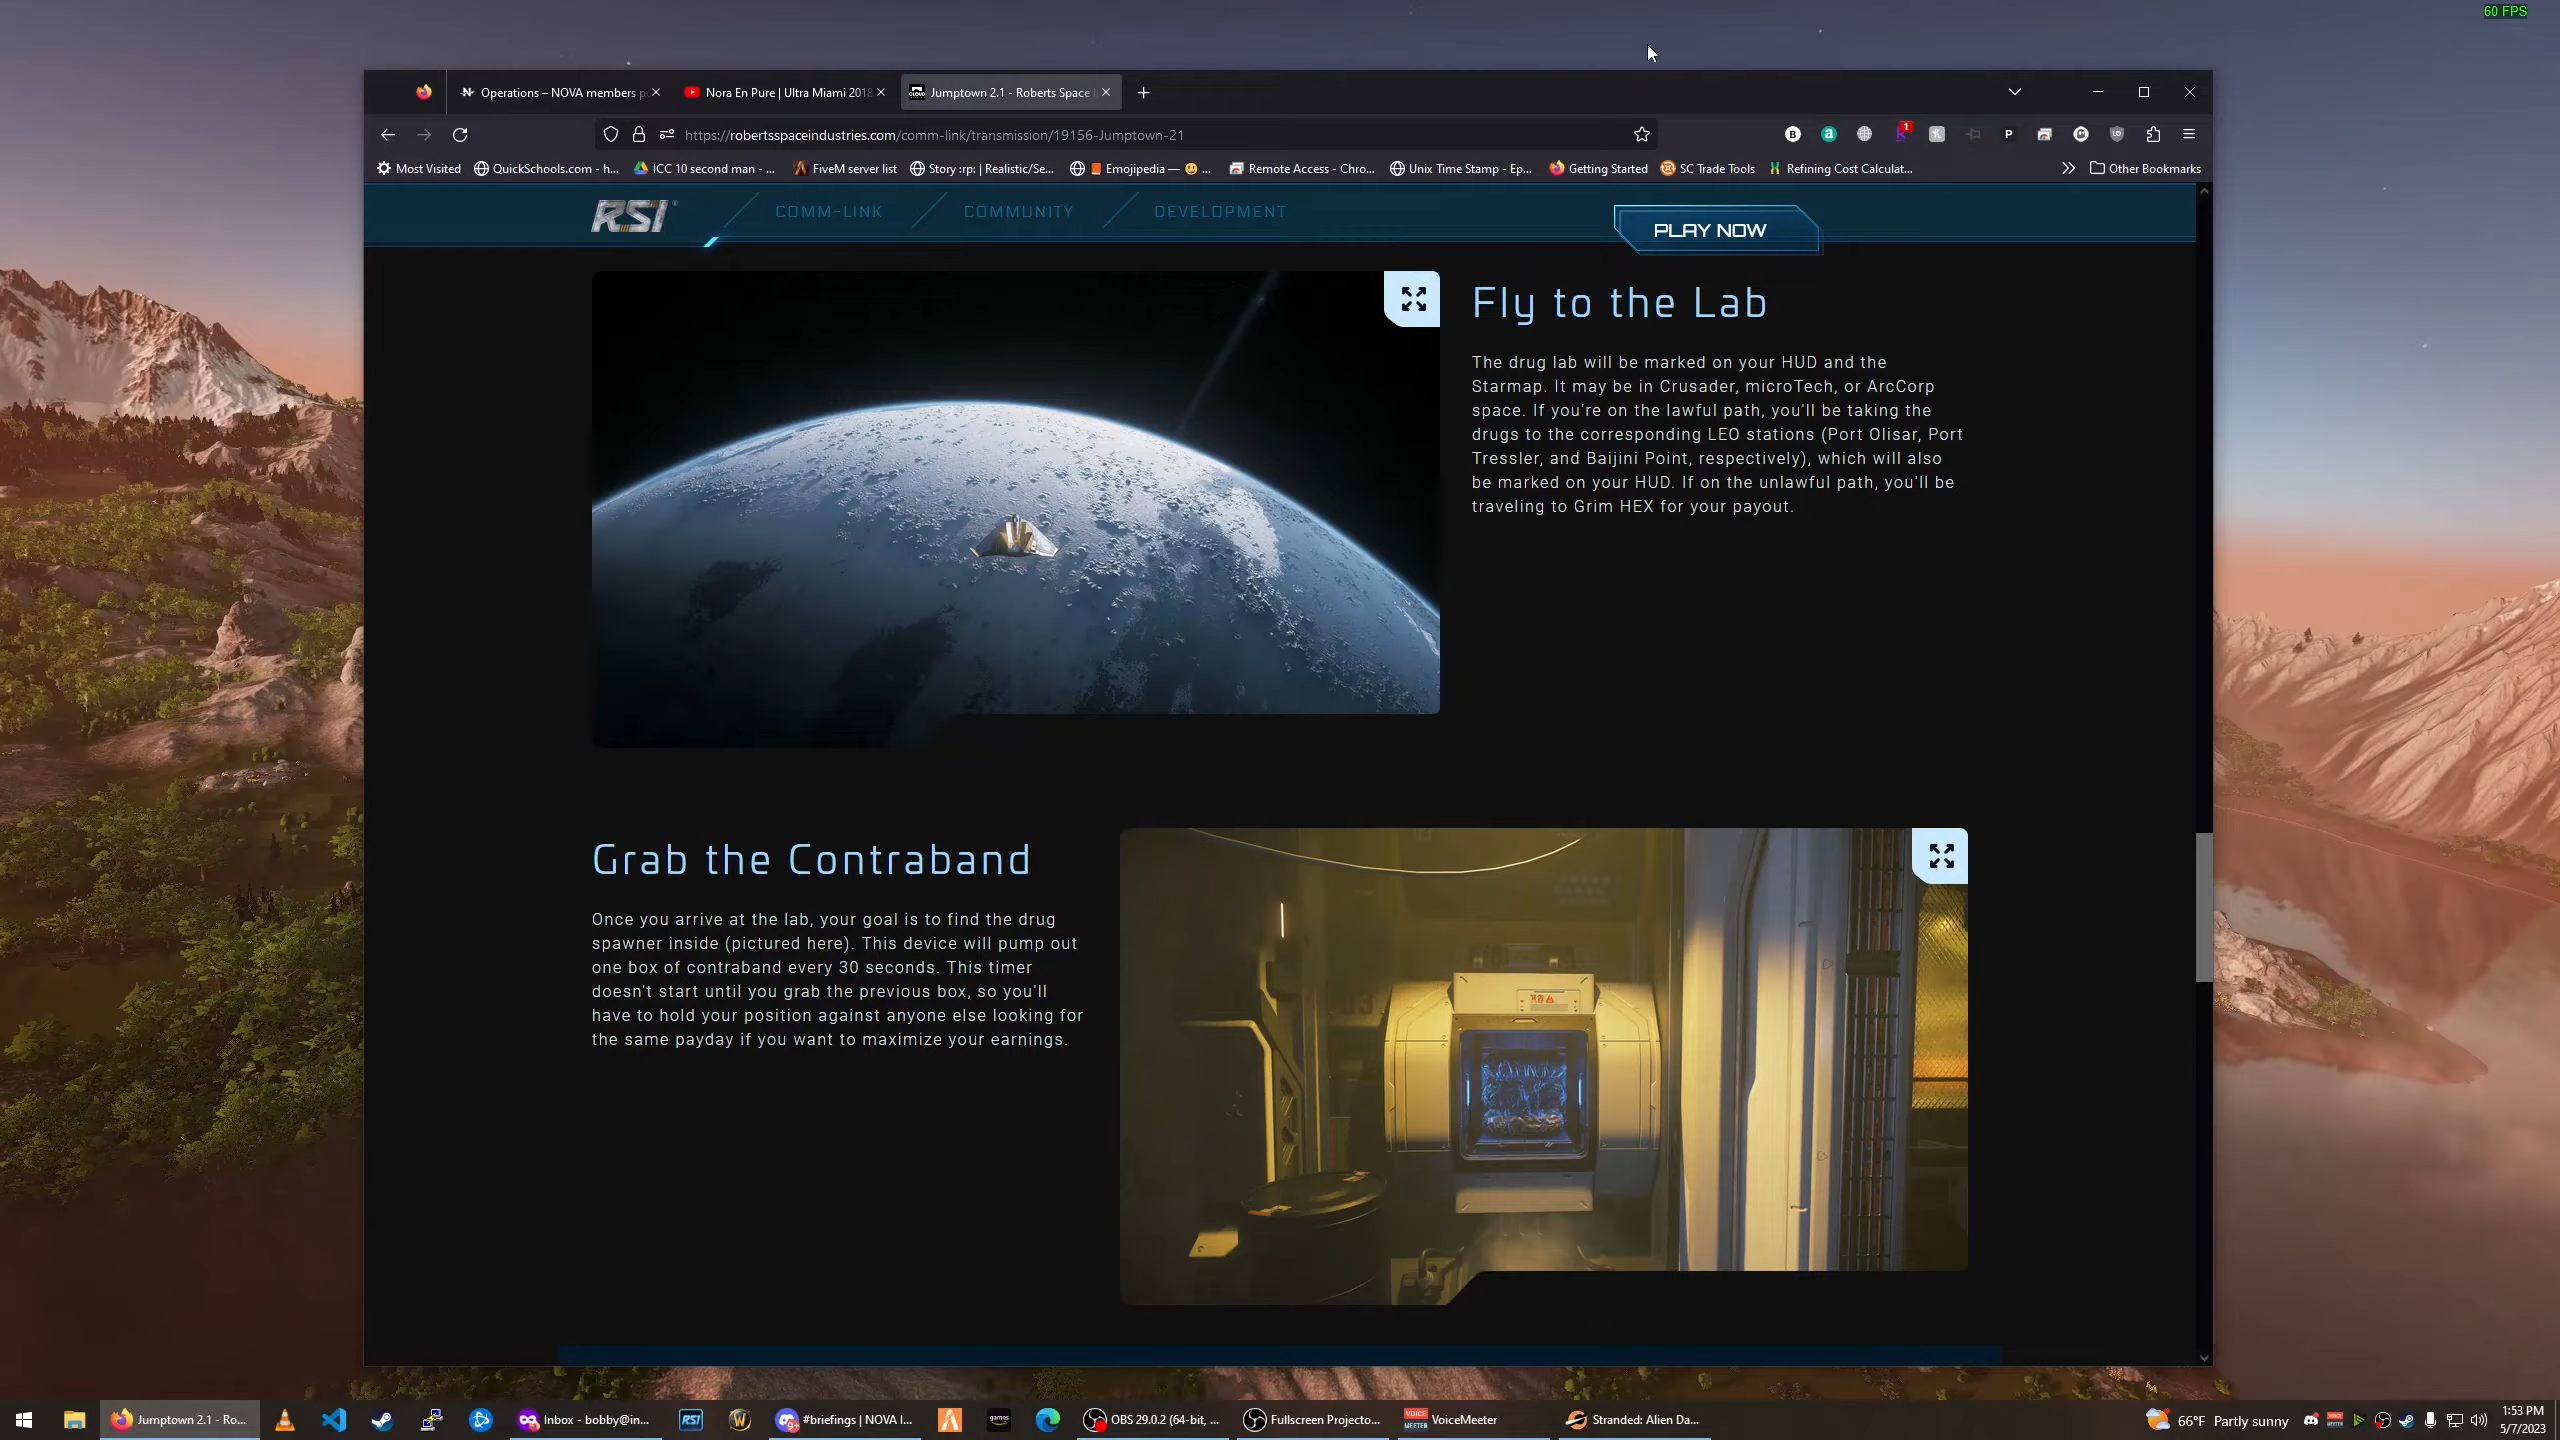 60 FPS
Operations – NOVA members p
Nora En Pure | Ultra Miami 2018
Jumptown 2.1 - Roberts Space I
https://robertsspaceindustries.com/comm-link/transmission/19156-Jumptown-21
Most Visited
QuickSchools.com - h...
ICC 10 second man - ...
FiveM server list
Story :rp: | Realistic/Se...
Emojipedia — 😀 ...
Remote Access - Chro...
Unix Time Stamp - Ep...
Getting Started
SC Trade Tools
Refining Cost Calculat...
Other Bookmarks
RSI
COMM-LINK
COMMUNITY
DEVELOPMENT
PLAY NOW
Fly to the Lab
The drug lab will be marked on your HUD and the
Starmap. It may be in Crusader, microTech, or ArcCorp
space. If you're on the lawful path, you'll be taking the
drugs to the corresponding LEO stations (Port Olisar, Port
Tressler, and Baijini Point, respectively), which will also
be marked on your HUD. If on the unlawful path, you'll be
traveling to Grim HEX for your payout.
Grab the Contraband
Once you arrive at the lab, your goal is to find the drug
spawner inside (pictured here). This device will pump out
one box of contraband every 30 seconds. This timer
doesn't start until you grab the previous box, so you'll
have to hold your position against anyone else looking for
the same payday if you want to maximize your earnings.
Jumptown 2.1 - Ro...
Inbox - bobby@in...
RSI
#briefings | NOVA I...
games
OBS 29.0.2 (64-bit, ...
Fullscreen Projecto...
VOICE MEETER
VoiceMeeter
Stranded: Alien Da...
66°F Partly sunny
1:53 PM
5/7/2023